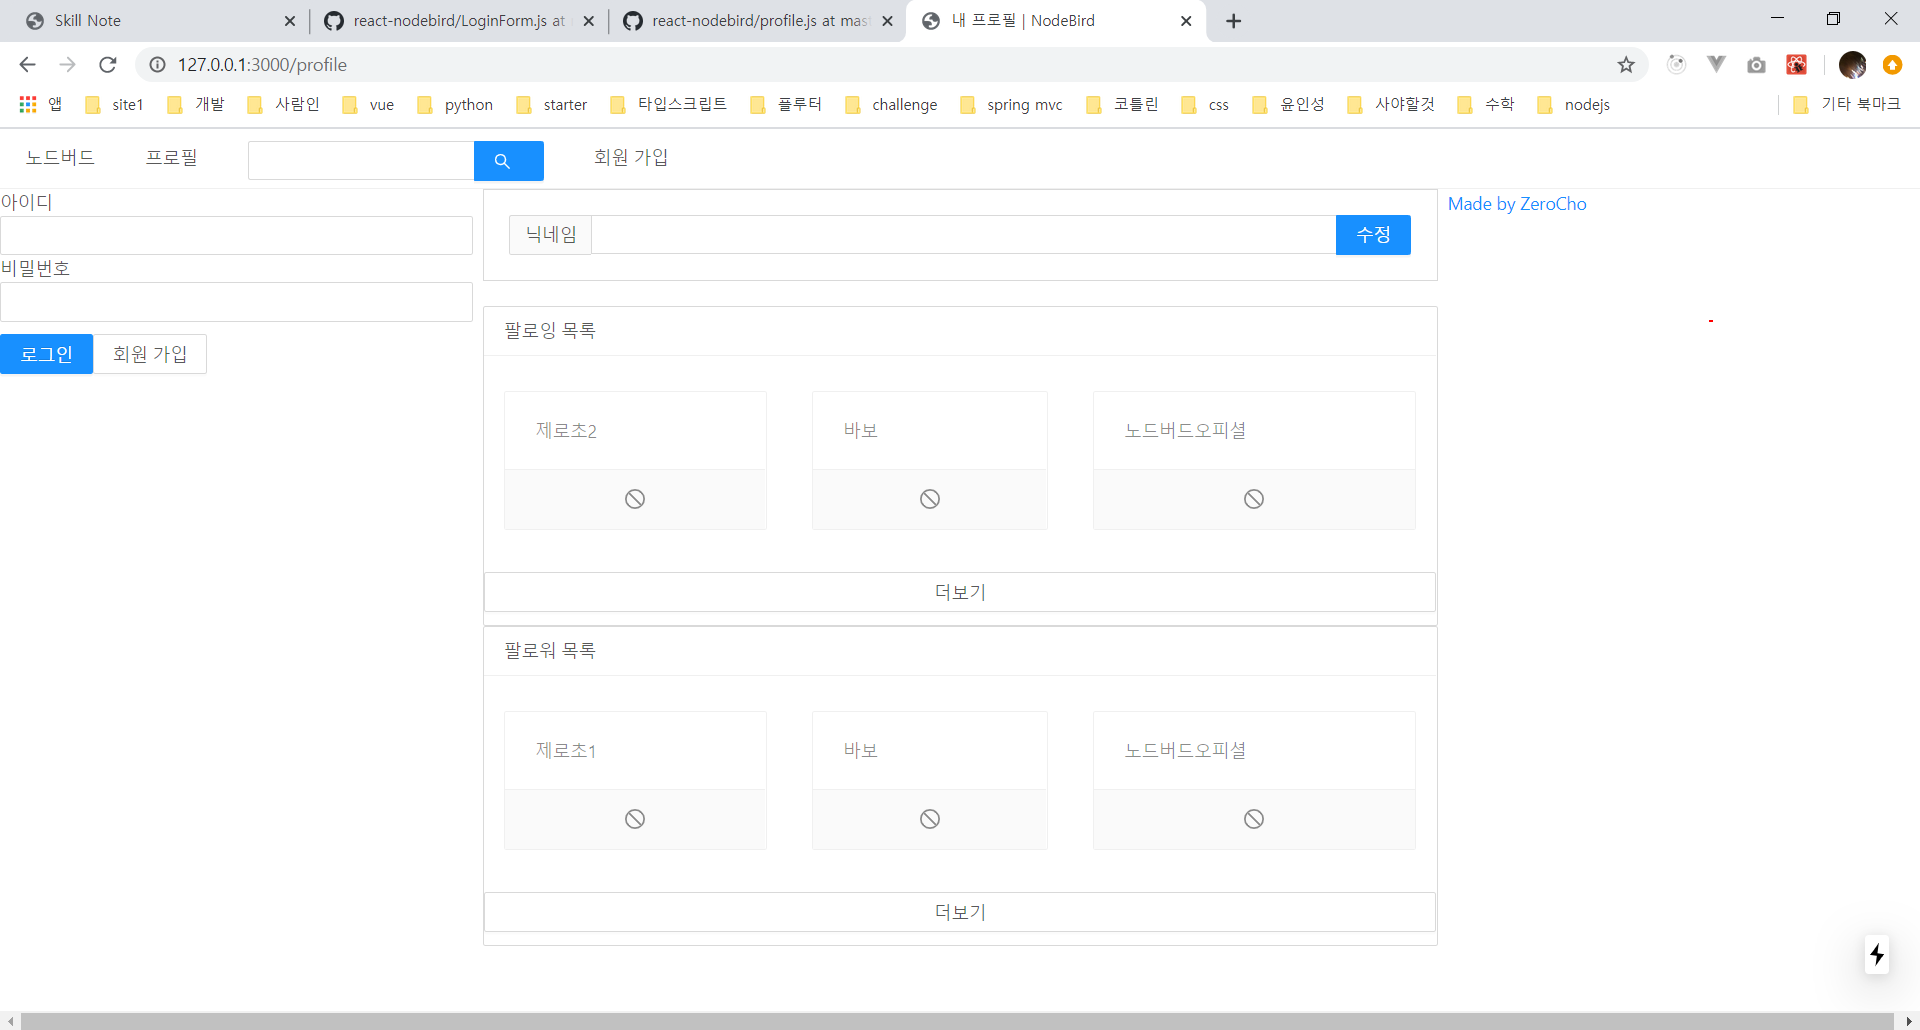 Skill Note
react-nodebird/LoginForm.js at
react-nodebird/profile.js at mast
내 프로필 | NodeBird
127.0.0.1:3000/profile
앱 site1 개발 사람인 vue python starter 타입스크립트 플루터 challenge spring mvc 코틀린 css 윤인성 사야할것 수학 nodejs 기타 북마크
노드버드 프로필 회원 가입
아이디
비밀번호
로그인 회원 가입
닉네임 수정
팔로잉 목록
제로초2 바보 노드버드오피셜
더보기
팔로워 목록
제로초1 바보 노드버드오피셜
더보기
Made by ZeroCho